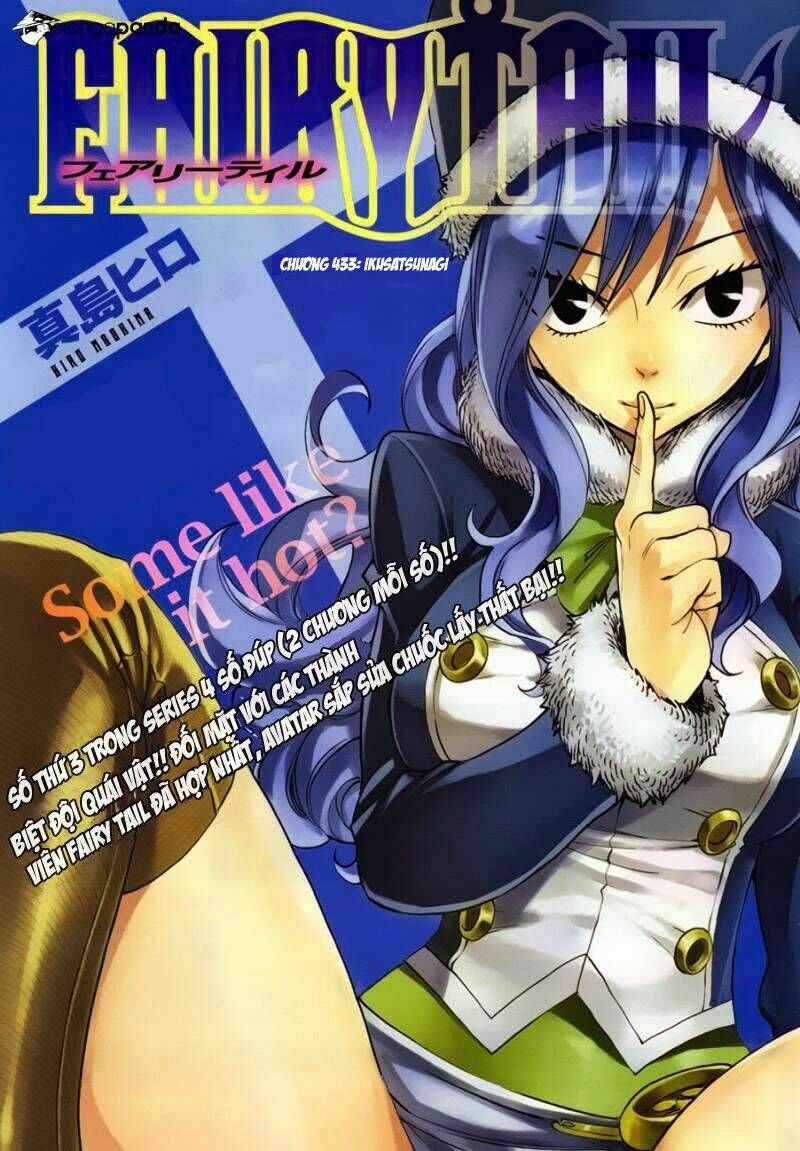 mangapanda
FAIRY TAIL
フェアリーテイル
CHƯƠNG 433: IKUSATSUNAGI
真島ヒロ
HIRO MASHIMA
Some like
it hot?
SỐ THỨ 3 TRONG SERIES 4 SỐ ĐÚP (2 CHƯƠNG MỖI SỐ)!!
BIỆT ĐỘI QUÁI VẬT!! ĐỐI MẶT VỚI CÁC THÀNH
VIÊN FAIRY TAIL ĐÃ HỢP NHẤT, AVATAR SẮP SỬA CHUỐC LẤY THẤT BẠI!!